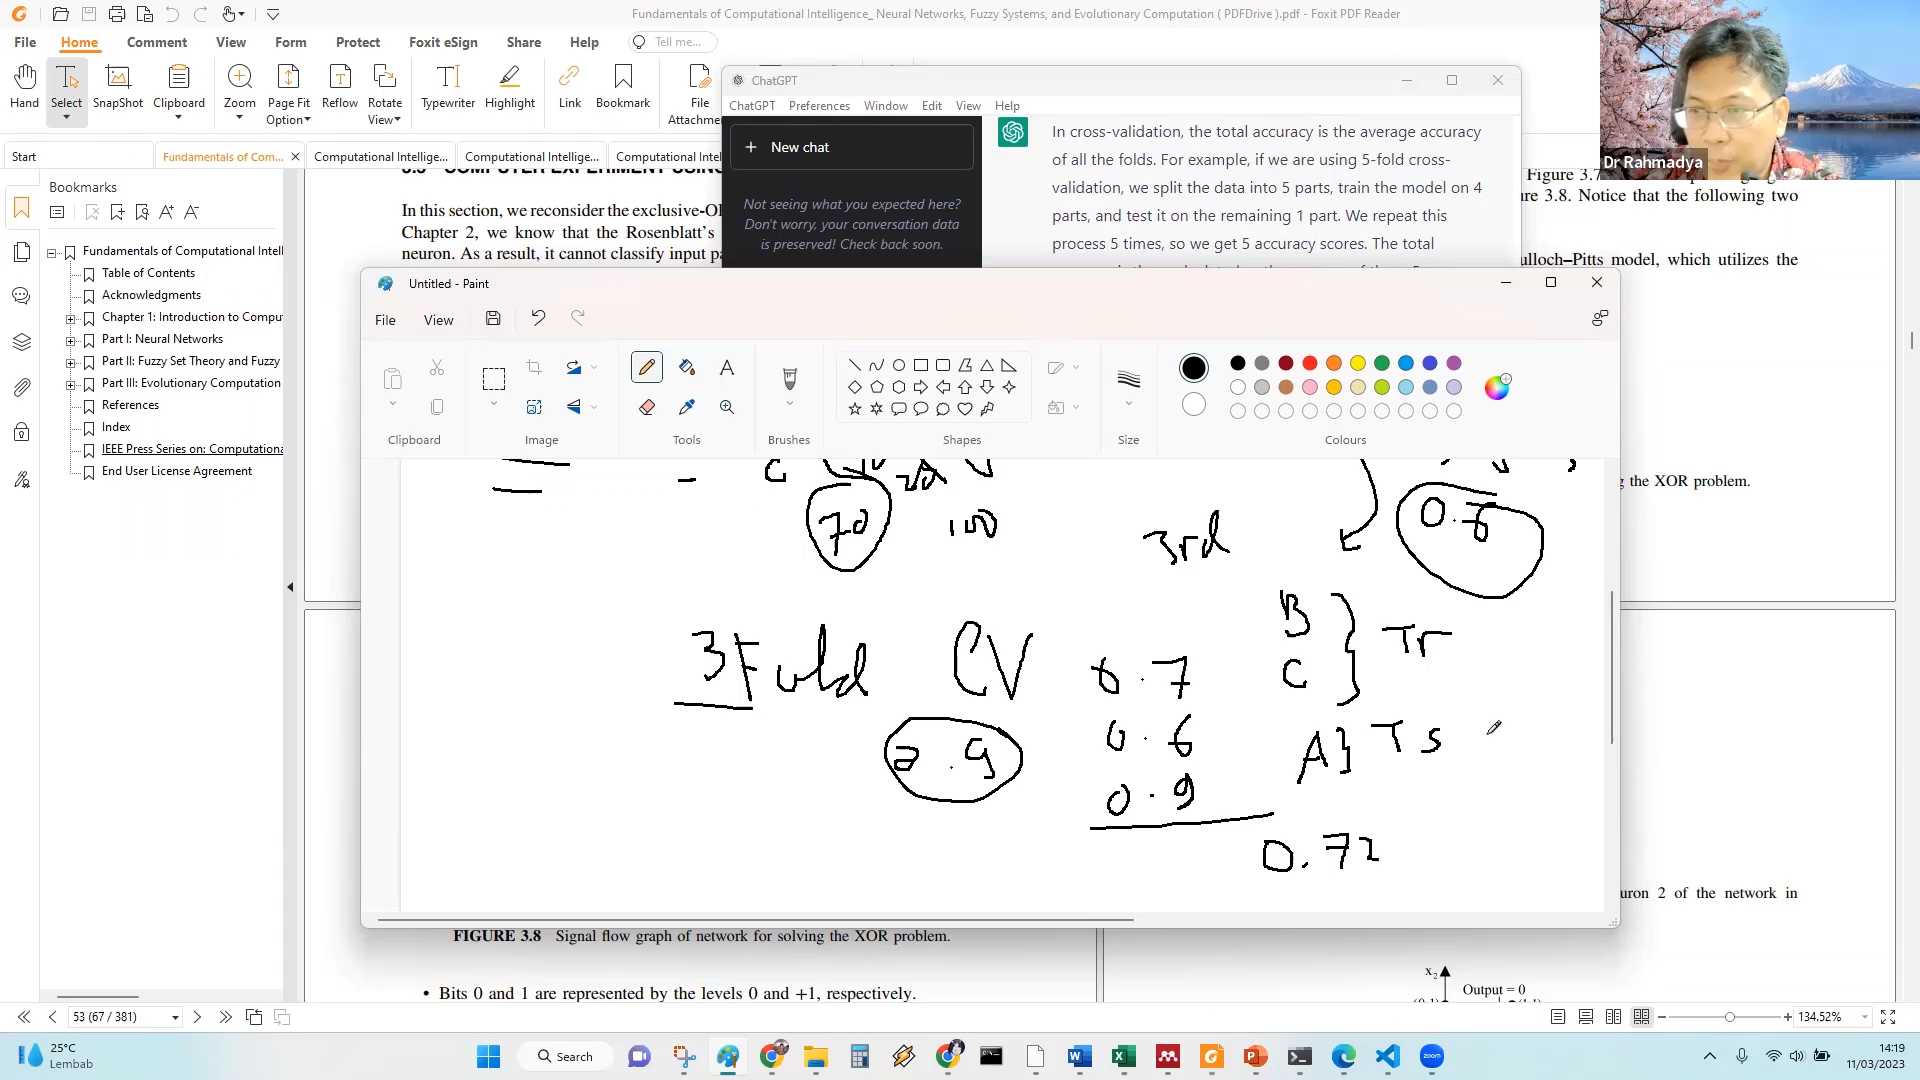 Fundamentals of Computational Intelligence_ Neural Networks, Fuzzy Systems, and Evolutionary Computation ( PDFDrive ).pdf - Foxit PDF Reader
File Home Comment View Form Protect Foxit eSign Share Help Tell me...
Hand Select SnapShot Clipboard Zoom Page Fit Option Reflow Rotate View Typewriter Highlight Link Bookmark File Attachme
Start Fundamentals of Com... Computational Intellige... Computational Intellige... Computational Intel
Bookmarks
Fundamentals of Computational Intell
Table of Contents
Acknowledgments
Chapter 1: Introduction to Compu
Part I: Neural Networks
Part II: Fuzzy Set Theory and Fuzzy
Part III: Evolutionary Computation
References
Index
IEEE Press Series on: Computationa
End User License Agreement
COMPUTER EXPERIMENT USING
In this section, we reconsider the exclusive-O
Chapter 2, we know that the Rosenblatt's
neuron. As a result, it cannot classify input pa
ChatGPT
ChatGPT Preferences Window Edit View Help
New chat
Not seeing what you expected here?
Don't worry, your conversation data
is preserved! Check back soon.
In cross-validation, the total accuracy is the average accuracy
of all the folds. For example, if we are using 5-fold cross-
validation, we split the data into 5 parts, train the model on 4
parts, and test it on the remaining 1 part. We repeat this
process 5 times, so we get 5 accuracy scores. The total
Dr Rahmadya
Figure 3.7
ure 3.8. Notice that the following two
ulloch–Pitts model, which utilizes the
g the XOR problem.
uron 2 of the network in
Untitled - Paint
File View
Clipboard Image Tools Brushes Shapes Size Colours
70 100 3rd 0.6
3 Fold CV 0.7 B C } Tr
0.9 0.6 A} Ts
0.9
0.72
FIGURE 3.8 Signal flow graph of network for solving the XOR problem.
• Bits 0 and 1 are represented by the levels 0 and +1, respectively.
x2
Output = 0
53 (67 / 381)
134.52%
25°C
Lembab
Search
zoom
14:19
11/03/2023